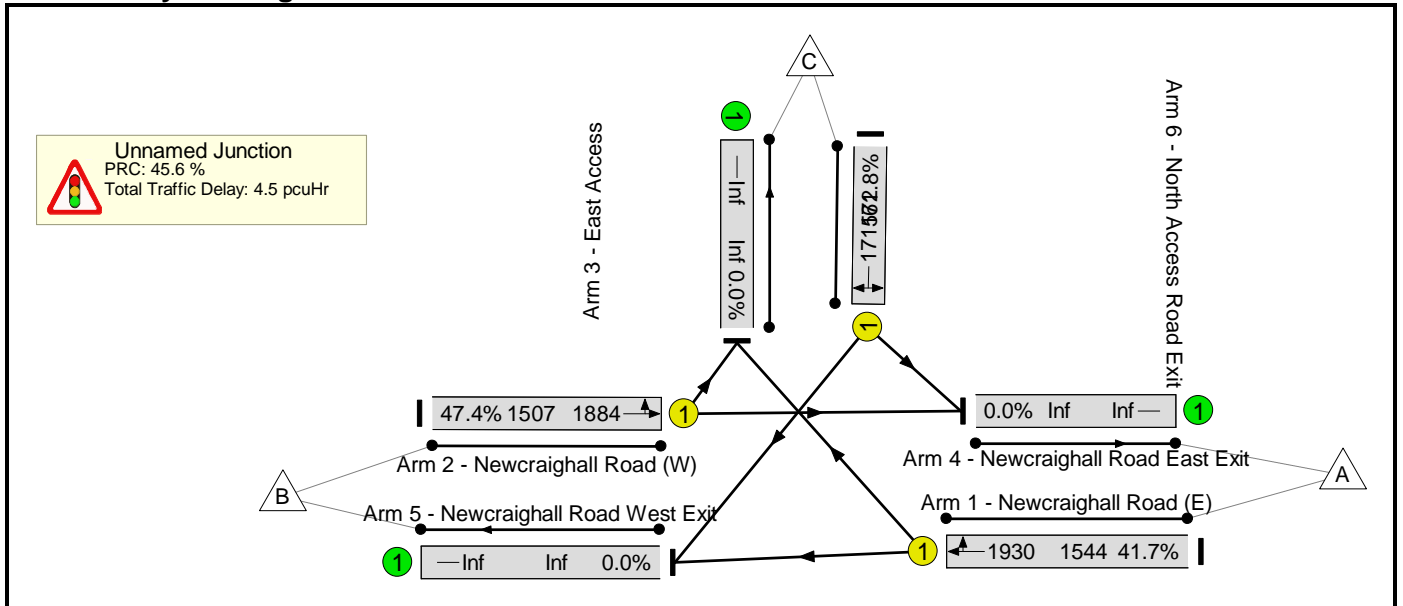 C
Unnamed Junction
PRC: 45.6 %
Total Traffic Delay: 4.5 pcuHr
Arm 3 - East Access
1
Inf
Inf 0.0%
1
Arm 6 - North Access Road Exit
47.4% 1507 1884
1
0.0% Inf Inf
1
Arm 2 - Newcraighall Road (W)
Arm 4 - Newcraighall Road East Exit
B
A
Arm 5 - Newcraighall Road West Exit
Arm 1 - Newcraighall Road (E)
1
Inf Inf 0.0%
1
1930 1544 41.7%